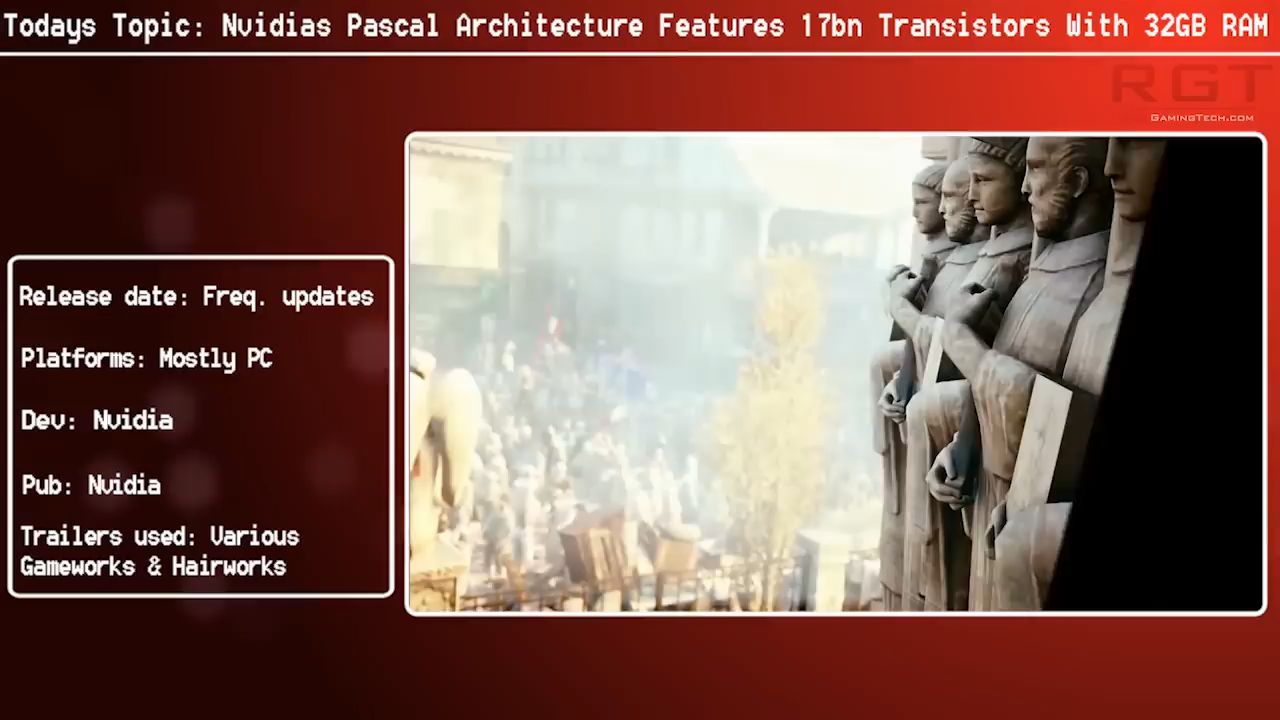 Todays Topic: Nvidias Pascal Architecture Features 17bn Transistors With 32GB RAM
RGT
GamingTech.com
Release date: Freq. updates
Platforms: Mostly PC
Dev: Nvidia
Pub: Nvidia
Trailers used: Various
Gameworks & Hairworks